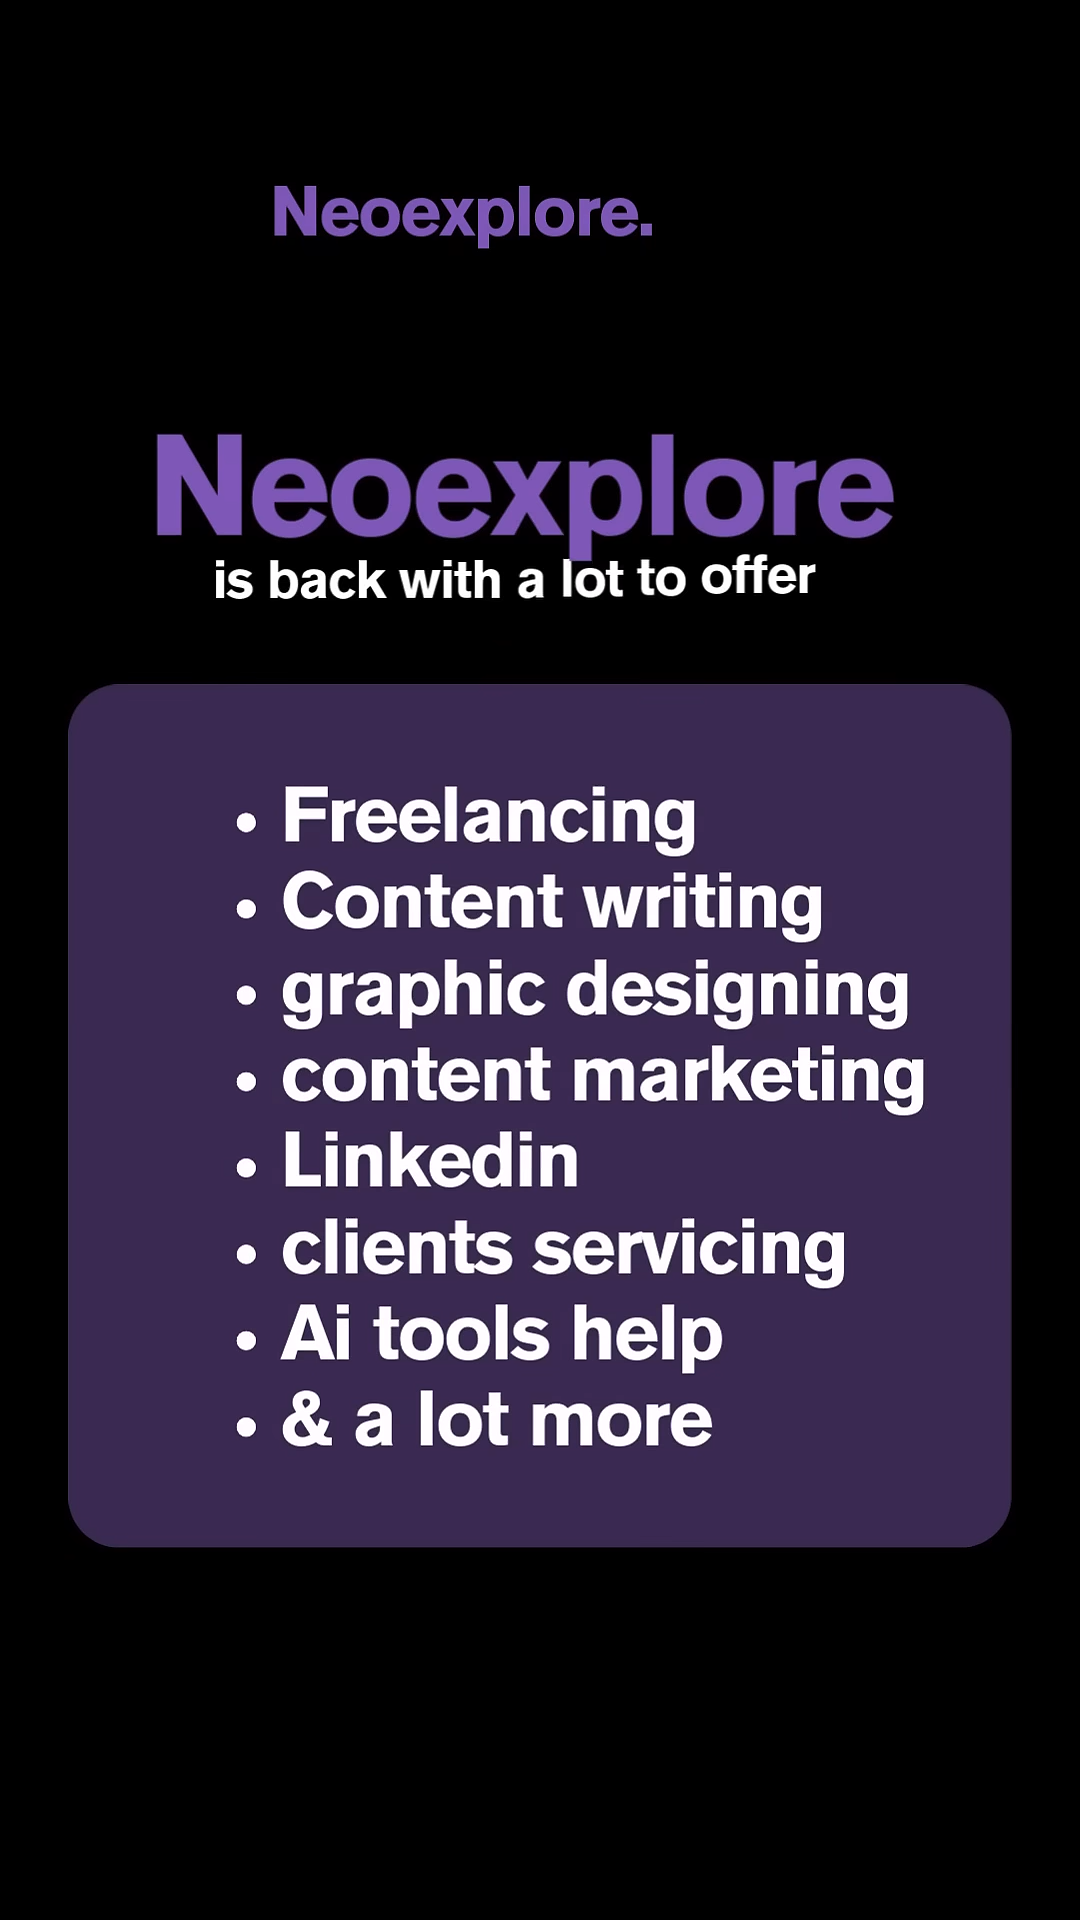 Neoexplore.
Neoexplore
is back with a lot to offer
• Freelancing
• Content writing
• graphic designing
• content marketing
• Linkedin
• clients servicing
• Ai tools help
• & a lot more